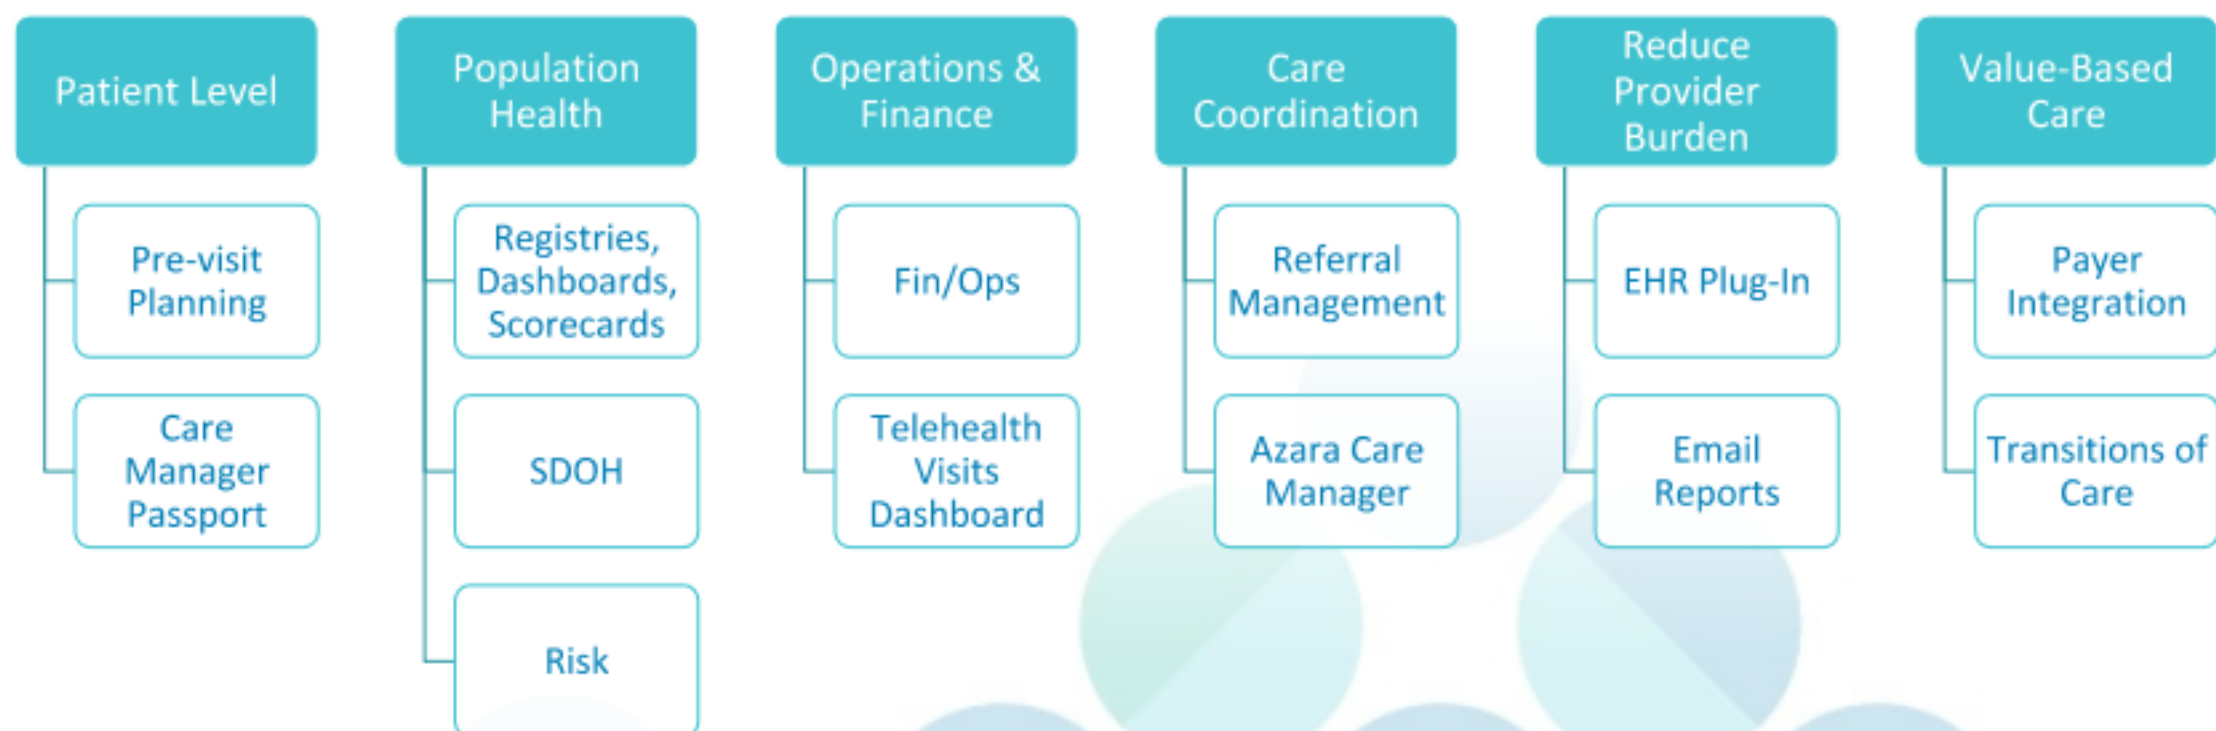 Patient Level
Pre-visit
Planning
Care
Manager
Passport
Population
Health
Registries,
Dashboards,
Scorecards
SDOH
Risk
Operations &
Finance
Fin/Ops
Telehealth
Visits
Dashboard
Care
Coordination
Referral
Management
Azara Care
Manager
Reduce
Provider
Burden
EHR Plug-In
Email
Reports
Value-Based
Care
Payer
Integration
Transitions of
Care